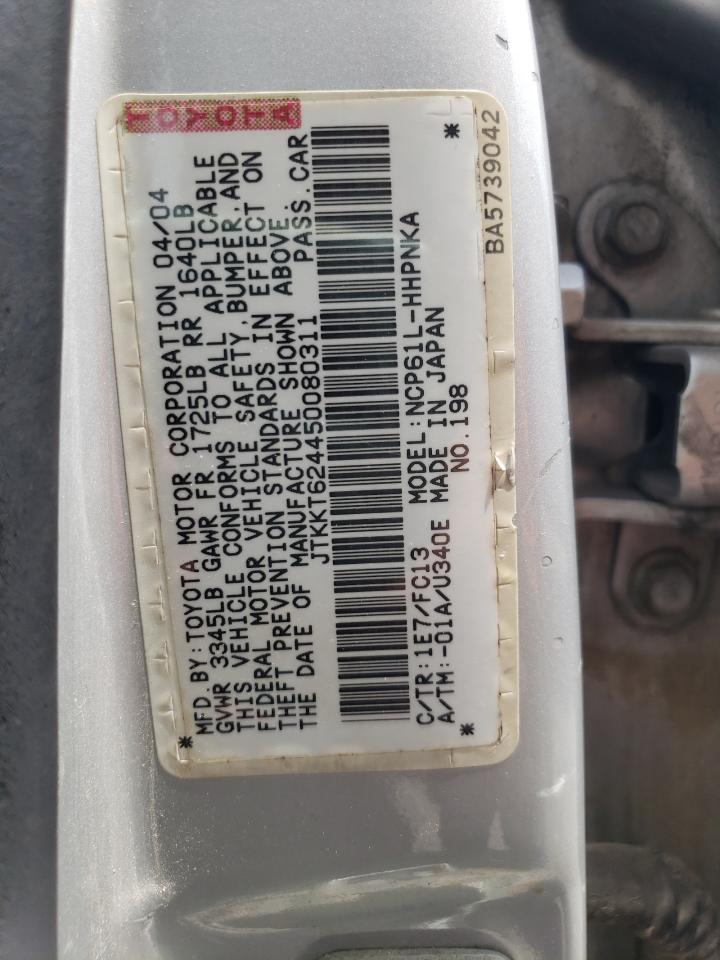 TOYOTA
MFD.BY:TOYOTA MOTOR CORPORATION 04/04
GVWR 3345LB GAWR FR 1725LB RR 1640LB
THIS VEHICLE CONFORMS TO ALL APPLICABLE
FEDERAL MOTOR VEHICLE SAFETY,BUMPER,AND
THEFT PREVENTION STANDARDS IN EFFECT ON
THE DATE OF MANUFACTURE SHOWN ABOVE.
JTKKT624450080311 PASS.CAR
C/TR:1E7/FC13 MODEL:NCP61L-HHPNKA
A/TM:-01A/U340E MADE IN JAPAN
NO.198
BA5739042